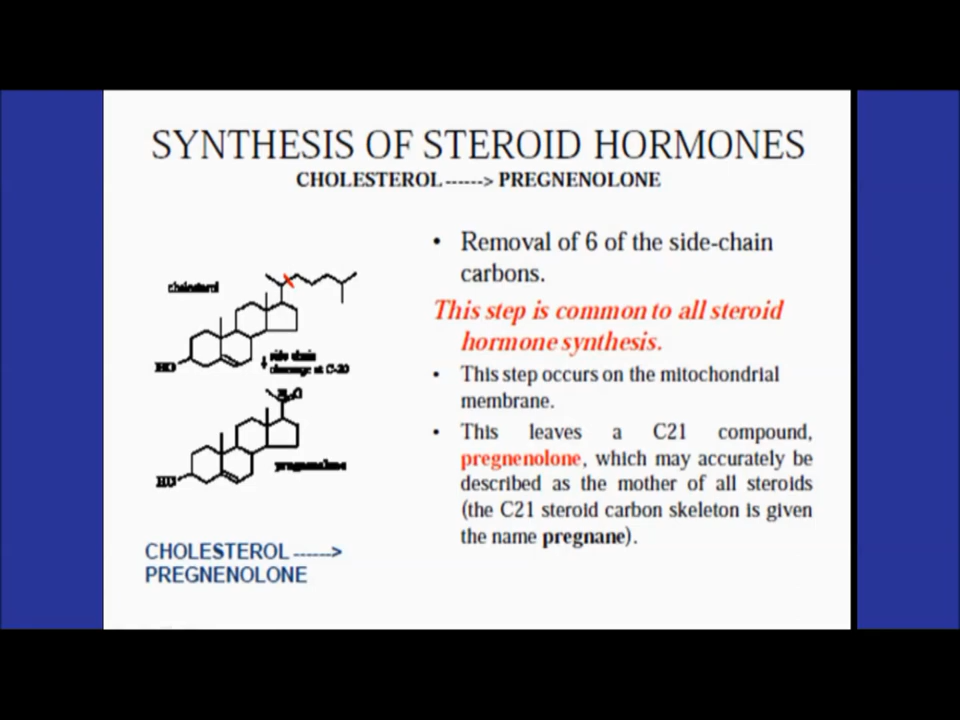 SYNTHESIS OF STEROID HORMONES
CHOLESTEROL ------> PREGNENOLONE
cholesterol
HO
side chain
cleavage at C-20
O
pregnenolone
HO
CHOLESTEROL ------>
PREGNENOLONE
• Removal of 6 of the side-chain
carbons.
This step is common to all steroid
hormone synthesis.
• This step occurs on the mitochondrial
membrane.
• This leaves a C21 compound,
pregnenolone, which may accurately be
described as the mother of all steroids
(the C21 steroid carbon skeleton is given
the name pregnane).